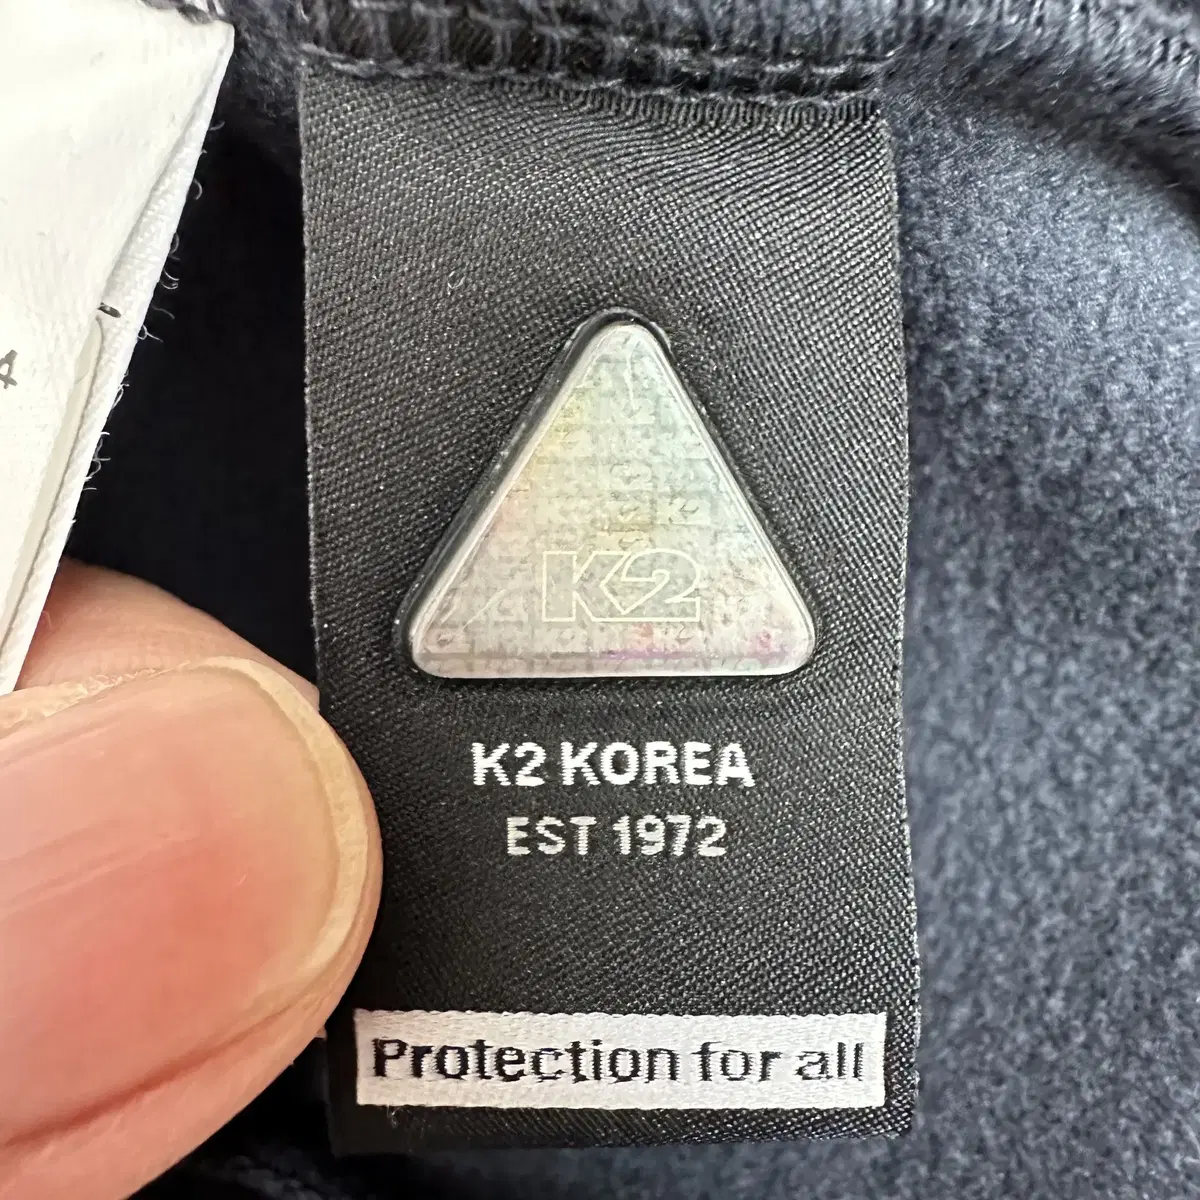 K2
K2 KOREA
EST 1972
Protection for all